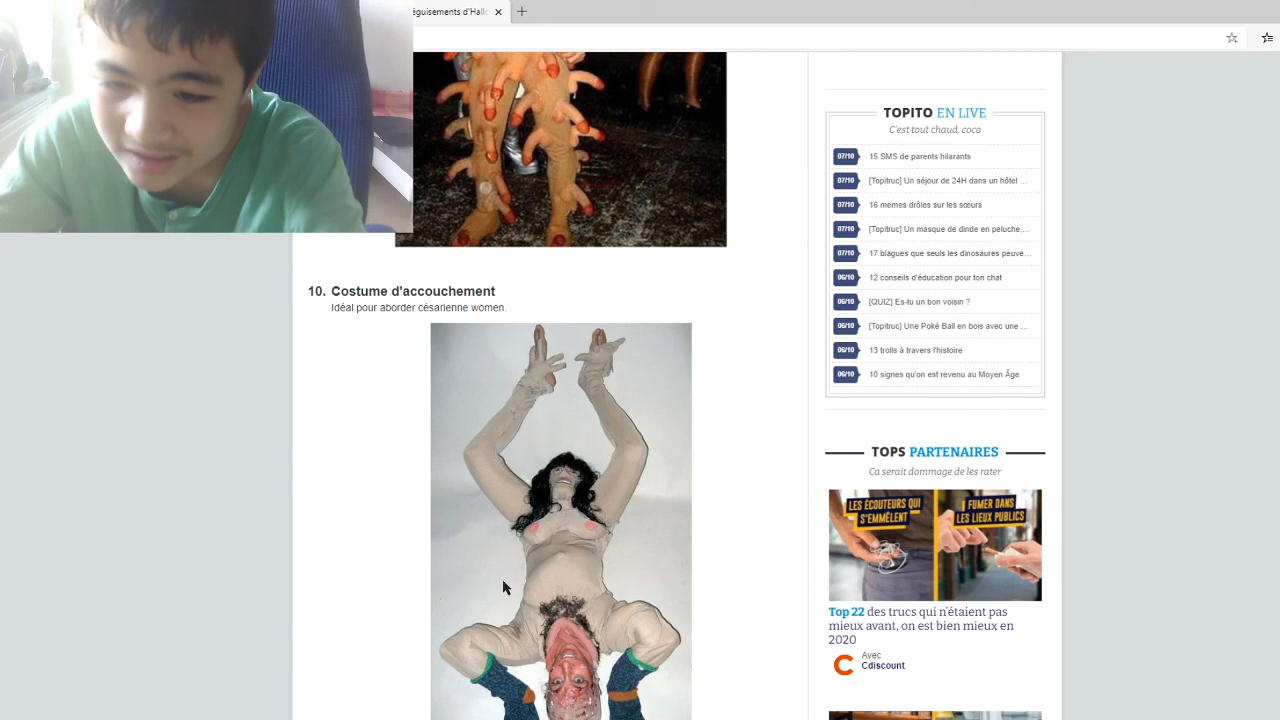 éguisements d'Hallo
TOPITO EN LIVE
C'est tout chaud, coco
07/10 15 SMS de parents hilarants
07/10 [Topitruc] Un séjour de 24H dans un hôtel ...
07/10 16 memes drôles sur les sœurs
07/10 [Topitruc] Un masque de dinde en peluche,...
07/10 17 blagues que seuls les dinosaures peuve...
06/10 12 conseils d'éducation pour ton chat
06/10 [QUIZ] Es-tu un bon voisin ?
06/10 [Topitruc] Une Poké Ball en bois avec une ...
06/10 13 trolls à travers l'histoire
06/10 10 signes qu'on est revenu au Moyen Âge
10. Costume d'accouchement
Idéal pour aborder césarienne women.
TOPS PARTENAIRES
Ca serait dommage de les rater
LES ÉCOUTEURS QUI
S'EMMÊLENT
FUMER DANS
LES LIEUX PUBLICS
Top 22 des trucs qui n'étaient pas
mieux avant, on est bien mieux en
2020
Avec
Cdiscount